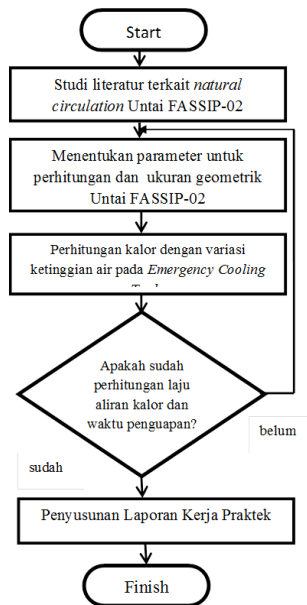 Start
Studi literatur terkait natural
circulation Untai FASSIP-02
Menentukan parameter untuk
perhitungan dan ukuran geometrik
Untai FASSIP-02
Perhitungan kalor dengan variasi
ketinggian air pada Emergency Cooling
Apakah sudah
perhitungan laju
aliran kalor dan
waktu penguapan?
belum
sudah
Penyusunan Laporan Kerja Praktek
Finish